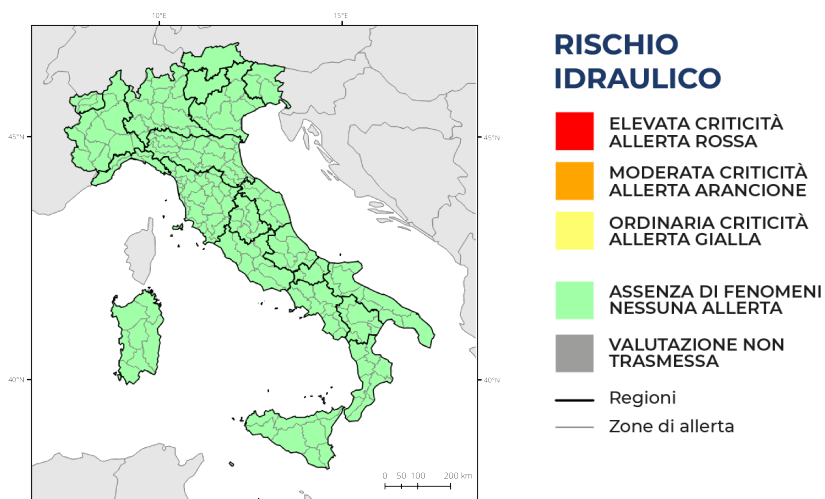 10°E
15°E
45°N
45°N
40°N
40°N
0 50 100 200 km
RISCHIO
IDRAULICO
ELEVATA CRITICITÀ
ALLERTA ROSSA
MODERATA CRITICITÀ
ALLERTA ARANCIONE
ORDINARIA CRITICITÀ
ALLERTA GIALLA
ASSENZA DI FENOMENI
NESSUNA ALLERTA
VALUTAZIONE NON
TRASMESSA
Regioni
Zone di allerta